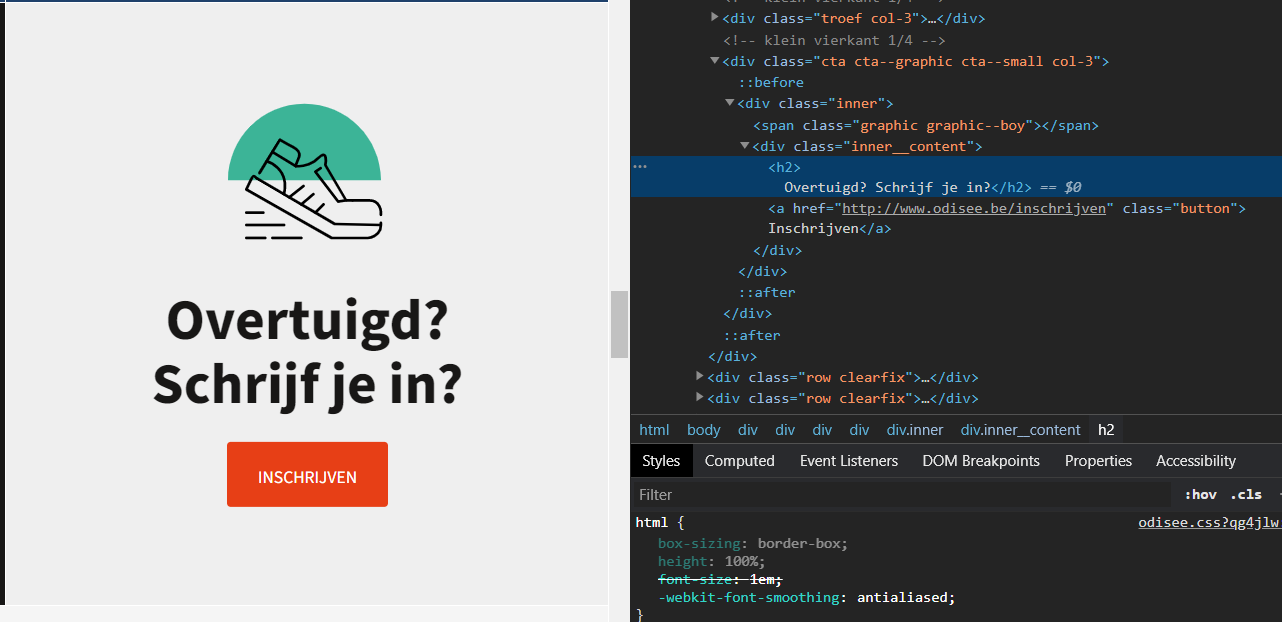 Overtuigd?
Schrijf je in?
INSCHRIJVEN
<div class="troef col-3">…</div>
<!-- klein vierkant 1/4 -->
<div class="cta cta--graphic cta--small col-3">
::before
<div class="inner">
<span class="graphic graphic--boy"></span>
<div class="inner__content">
<h2>
Overtuigd? Schrijf je in?</h2> == $0
<a href="http://www.odisee.be/inschrijven" class="button">
Inschrijven</a>
</div>
</div>
::after
</div>
::after
</div>
<div class="row clearfix">…</div>
<div class="row clearfix">…</div>
html body div div div div div.inner div.inner__content h2
Styles Computed Event Listeners DOM Breakpoints Properties Accessibility
Filter :hov .cls
html { odisee.css?qg4jlw
box-sizing: border-box;
height: 100%;
font-size: 1em;
-webkit-font-smoothing: antialiased;
}